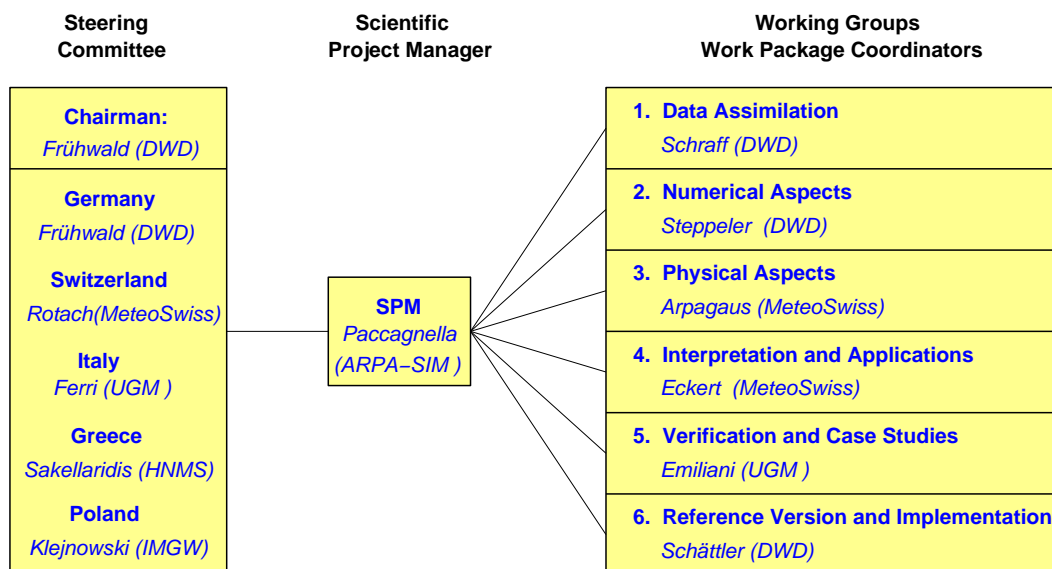 Steering
Committee
Scientific
Project Manager
Working Groups
Work Package Coordinators
Chairman:
Frühwald (DWD)
Germany
Frühwald (DWD)
Switzerland
Rotach(MeteoSwiss)
Italy
Ferri (UGM )
Greece
Sakellaridis (HNMS)
Poland
Klejnowski (IMGW)
SPM
Paccagnella
(ARPA−SIM )
1. Data Assimilation
Schraff (DWD)
2. Numerical Aspects
Steppeler (DWD)
3. Physical Aspects
Arpagaus (MeteoSwiss)
4. Interpretation and Applications
Eckert (MeteoSwiss)
5. Verification and Case Studies
Emiliani (UGM )
6. Reference Version and Implementation
Schättler (DWD)